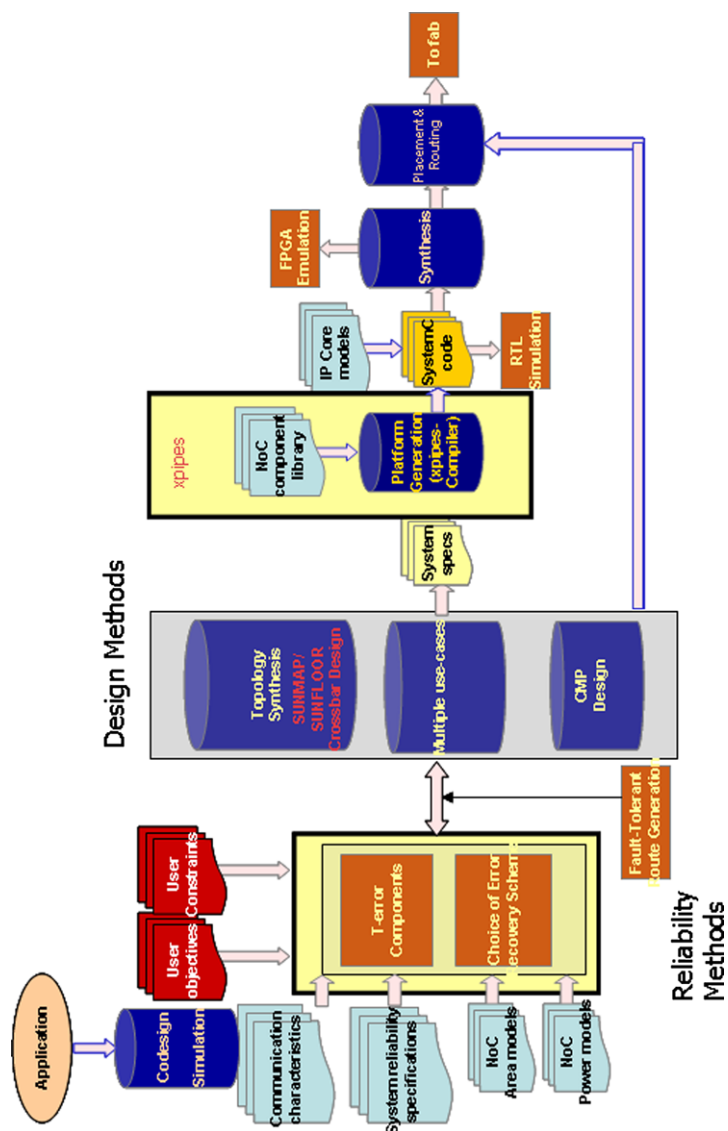 Application
Codesign
Simulation
User
objectives
User
Constraints
Communication
characteristics
System reliability
specifications
NoC
Area models
NoC
Power models
T-error
Components
Choice of Error
Recovery Scheme
Reliability
Methods
Fault-Tolerant
Route Generation
Design Methods
Topology
Synthesis
SUNMAP/
SUNFLOOR
Crossbar Design
Multiple use-cases
CMP
Design
System
specs
xpipes
NoC
component
library
Platform
Generation
(xpipes-
Compiler)
IP Core
models
SystemC
code
RTL
Simulation
FPGA
Emulation
Synthesis
Placement &
Routing
To fab